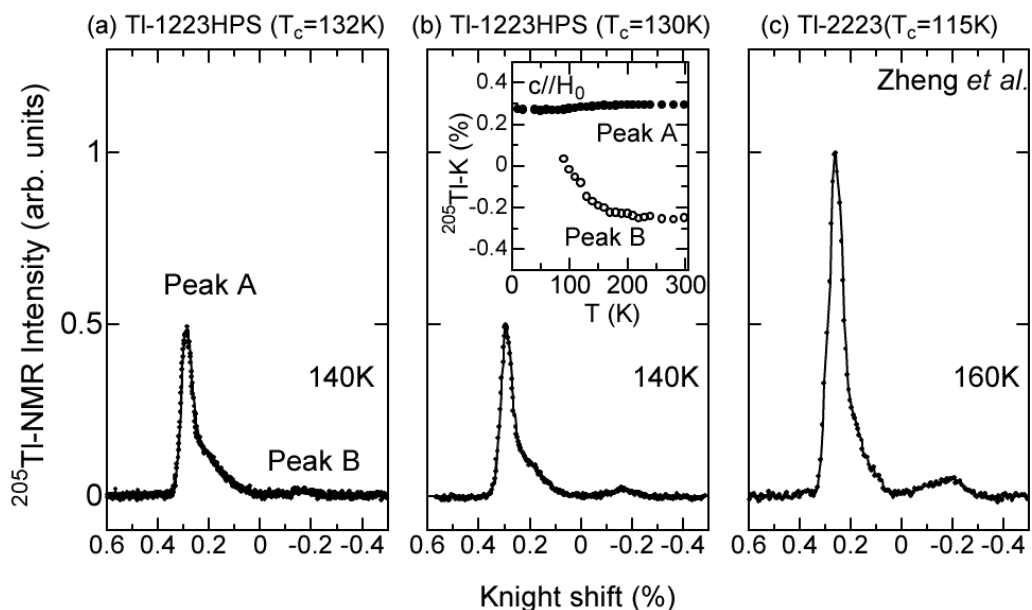 (a) Tl-1223HPS (Tc=132K)
(b) Tl-1223HPS (Tc=130K)
(c) Tl-2223(Tc=115K)
205Tl-NMR Intensity (arb. units)
1
0.5
0
Peak A
140K
Peak B
0.6 0.4 0.2 0 -0.2 -0.4
c//H0
205Tl-K (%)
0.4
0.2
0
-0.2
-0.4
Peak A
Peak B
0 100 200 300
T (K)
140K
0.6 0.4 0.2 0 -0.2 -0.4
Zheng et al.
160K
0.6 0.4 0.2 0 -0.2 -0.4
Knight shift (%)